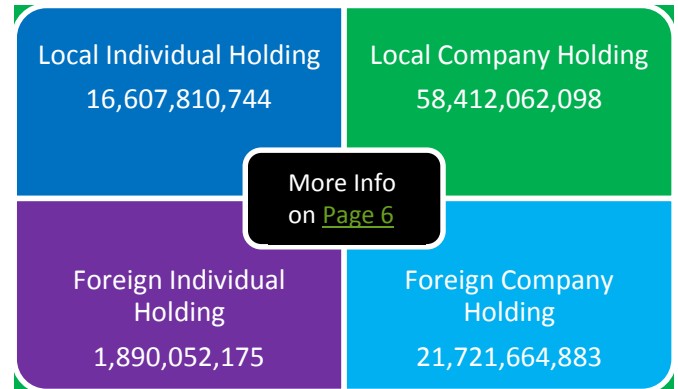 Local Individual Holding
16,607,810,744
Local Company Holding
58,412,062,098
More Info
on Page 6
Foreign Individual
Holding
1,890,052,175
Foreign Company
Holding
21,721,664,883